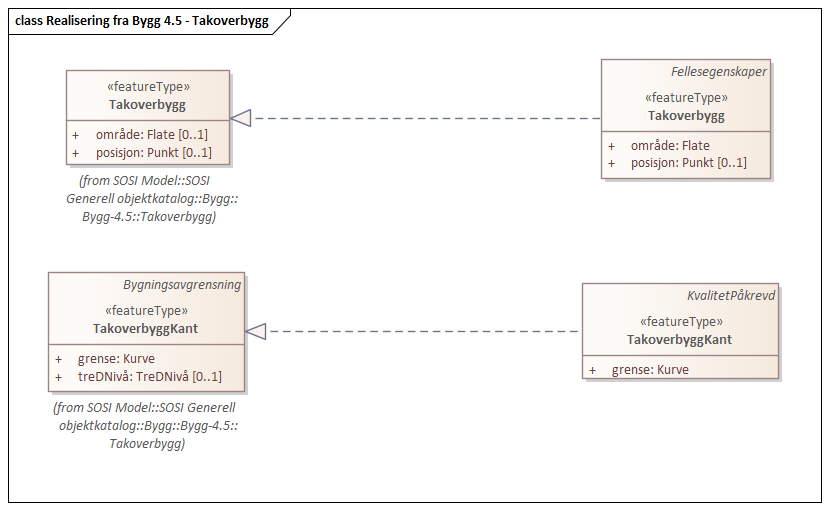 class Realisering fra Bygg 4.5 - Takoverbygg
«featureType»
Takoverbygg
+ område: Flate [0..1]
+ posisjon: Punkt [0..1]
(from SOSI Model::SOSI
Generell objektkatalog::Bygg::
Bygg-4.5::Takoverbygg)
Fellesegenskaper
«featureType»
Takoverbygg
+ område: Flate
+ posisjon: Punkt [0..1]
Bygningsavgrensning
«featureType»
TakoverbyggKant
+ grense: Kurve
+ treDNivå: TreDNivå [0..1]
(from SOSI Model::SOSI Generell
objektkatalog::Bygg::Bygg-4.5::
Takoverbygg)
KvalitetPåkrevd
«featureType»
TakoverbyggKant
+ grense: Kurve